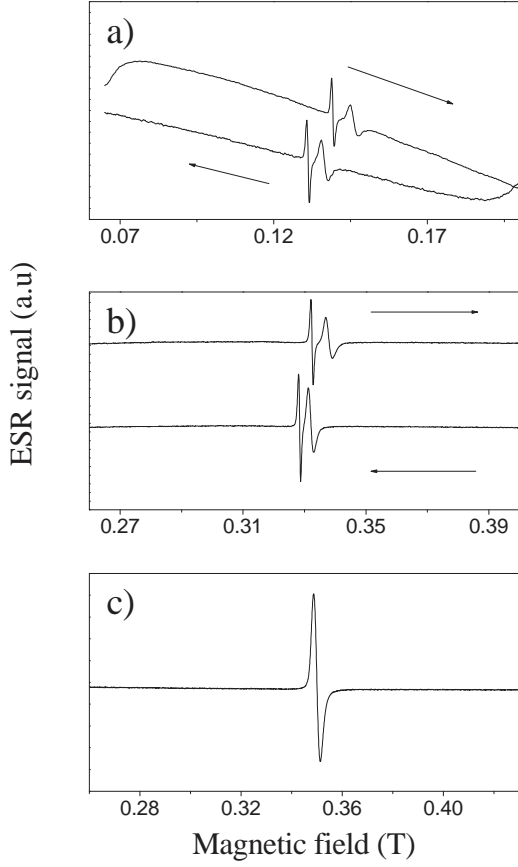 a)
0.07 0.12 0.17
b)
0.27 0.31 0.35 0.39
c)
0.28 0.32 0.36 0.40
ESR signal (a.u)
Magnetic field (T)